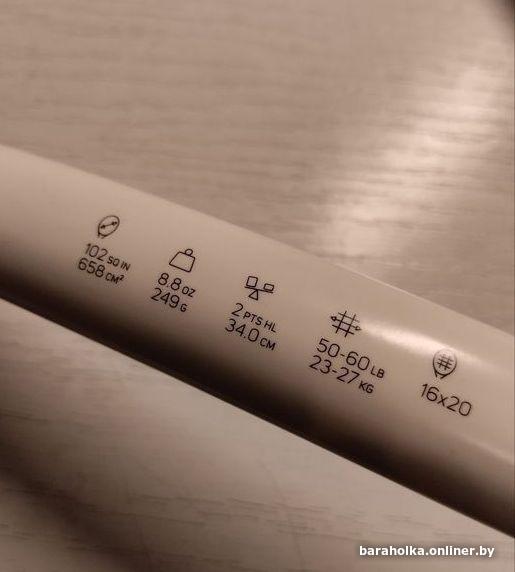 102 SQ IN
658 CM²
8.8 OZ
249 G
2 PTS HL
34.0 CM
50-60 LB
23-27 KG
16x20
baraholka.onliner.by